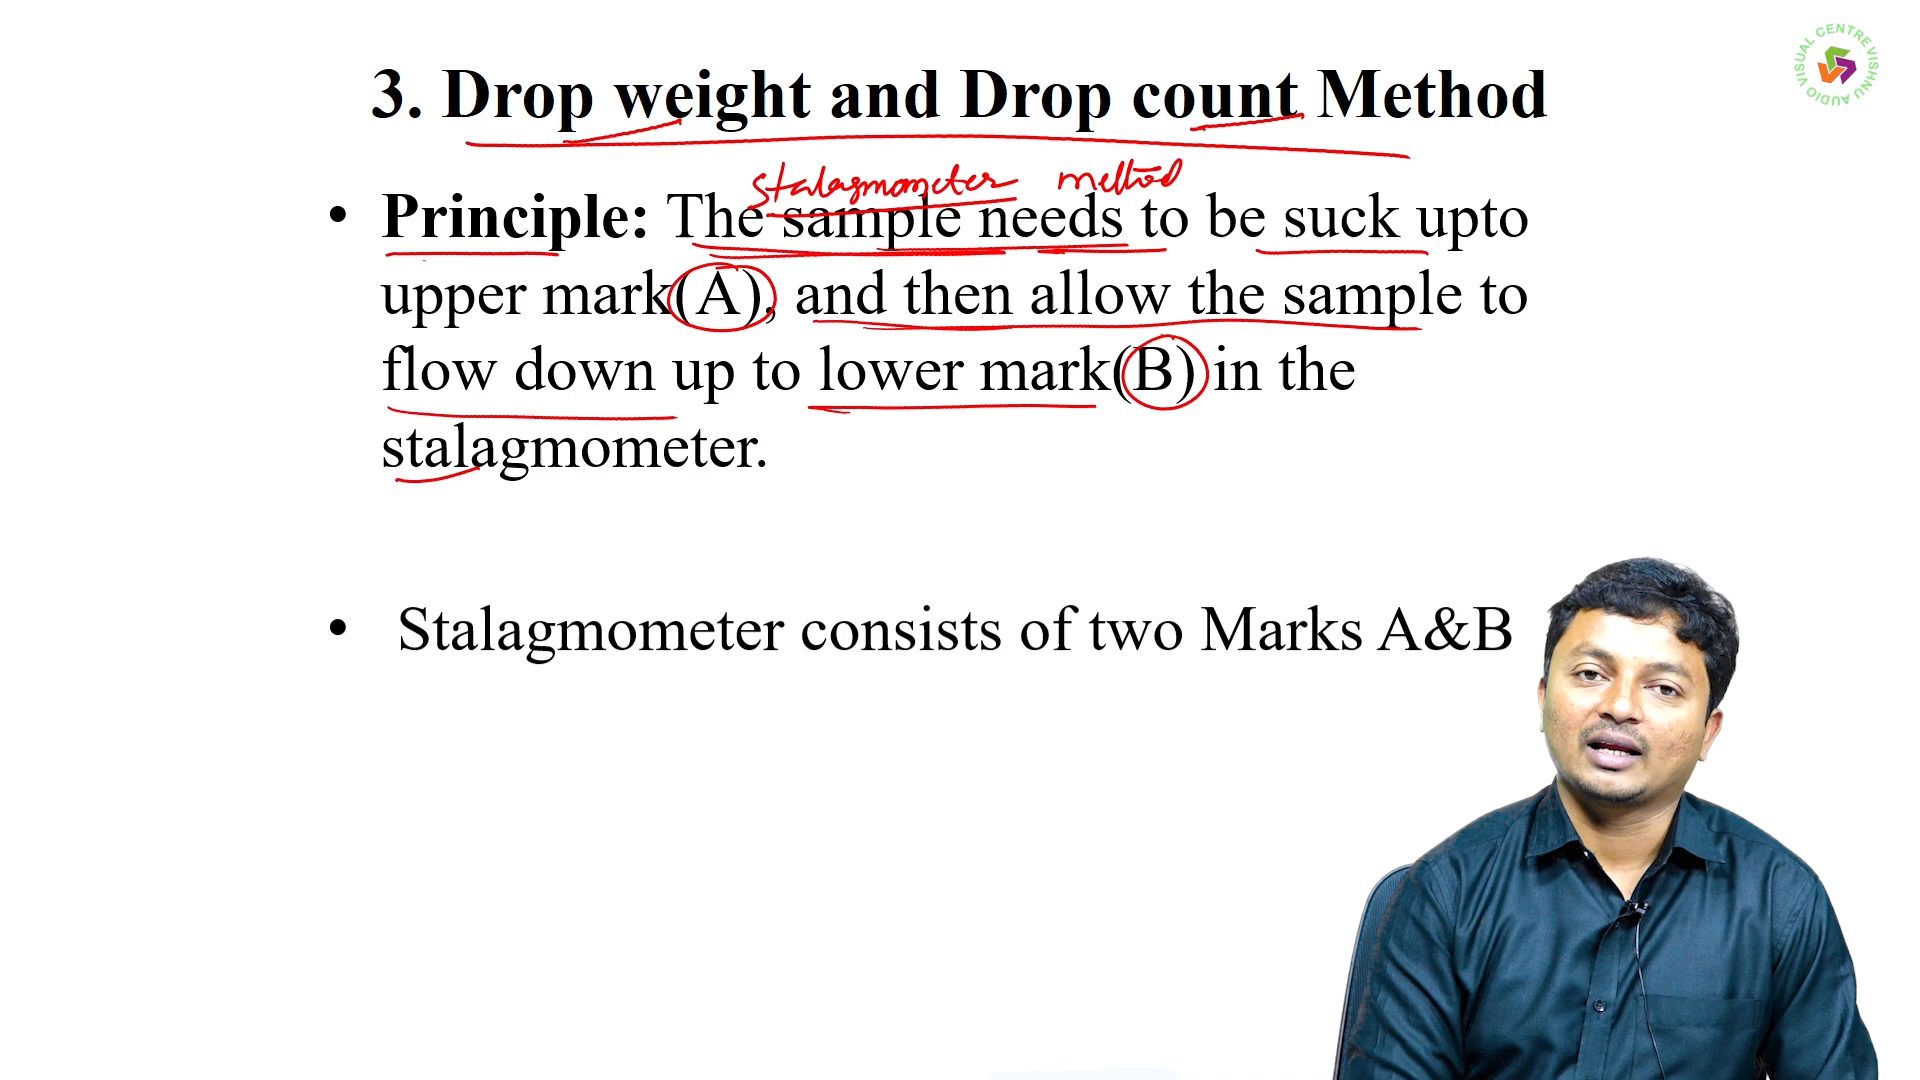 VISUAL CENTRE VISHNU AUDIO
3. Drop weight and Drop count Method
stalagmometer method
• Principle: The sample needs to be suck upto
upper mark(A), and then allow the sample to
flow down up to lower mark(B) in the
stalagmometer.
• Stalagmometer consists of two Marks A&B